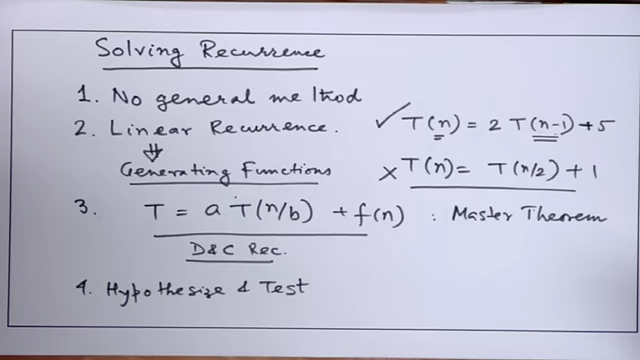 Solving Recurrence
1. No general method
2. Linear Recurrence. ✓ T(n) = 2 T(n-1) + 5
⇓
Generating Functions × T(n) = T(n/2) + 1
3. T = a T(n/b) + f(n) : Master Theorem
D&C Rec.
4. Hypothesize & Test